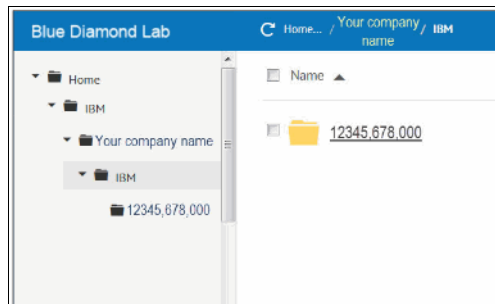 Blue Diamond Lab
Home... / Your company name / IBM
Home
IBM
Your company name
IBM
12345,678,000
Name
12345,678,000